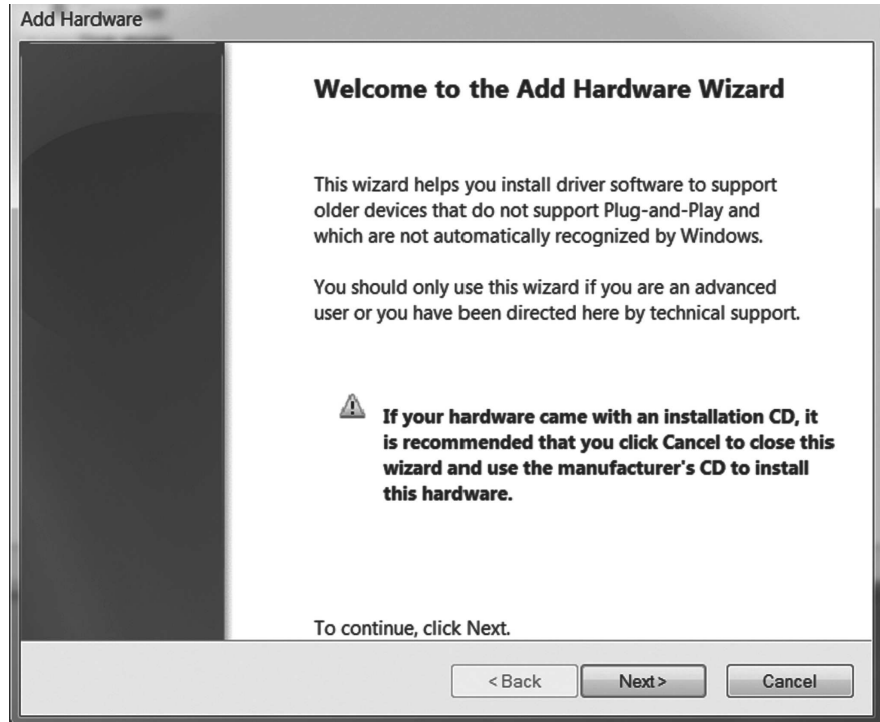 Add Hardware
Welcome to the Add Hardware Wizard
This wizard helps you install driver software to support
older devices that do not support Plug-and-Play and
which are not automatically recognized by Windows.
You should only use this wizard if you are an advanced
user or you have been directed here by technical support.
If your hardware came with an installation CD, it
is recommended that you click Cancel to close this
wizard and use the manufacturer's CD to install
this hardware.
To continue, click Next.
< Back
Next >
Cancel